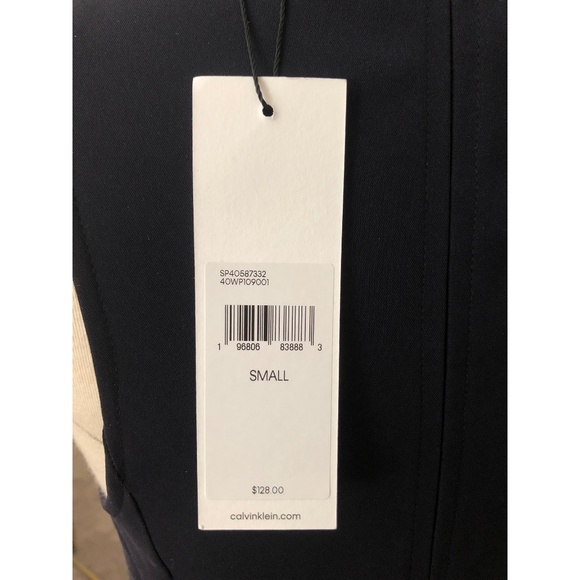 SP40587332
40WP109001
1 96806 83888 3
SMALL
$128.00
calvinklein.com